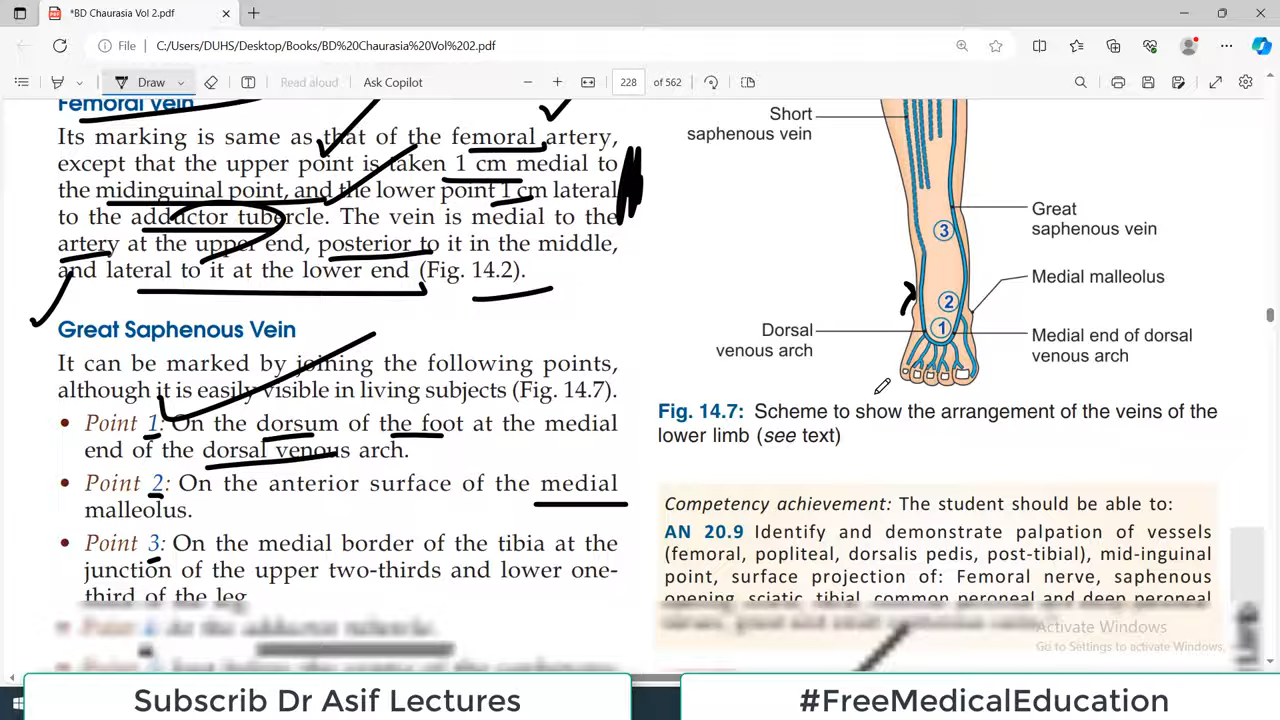 *BD Chaurasia Vol 2.pdf
File
C:/Users/DUHS/Desktop/Books/BD%20Chaurasia%20Vol%202.pdf
Draw
Read aloud
Ask Copilot
228
of 562
Femoral Vein
Its marking is same as that of the femoral artery,
except that the upper point is taken 1 cm medial to
the midinguinal point, and the lower point 1 cm lateral
to the adductor tubercle. The vein is medial to the
artery at the upper end, posterior to it in the middle,
and lateral to it at the lower end (Fig. 14.2).
Great Saphenous Vein
It can be marked by joining the following points,
although it is easily visible in living subjects (Fig. 14.7).
• Point 1: On the dorsum of the foot at the medial
end of the dorsal venous arch.
• Point 2: On the anterior surface of the medial
malleolus.
• Point 3: On the medial border of the tibia at the
junction of the upper two-thirds and lower one-
third of the leg
Short
saphenous vein
Great
saphenous vein
3
Medial malleolus
2
1
Dorsal
venous arch
Medial end of dorsal
venous arch
Fig. 14.7: Scheme to show the arrangement of the veins of the
lower limb (see text)
Competency achievement: The student should be able to:
AN 20.9 Identify and demonstrate palpation of vessels
(femoral, popliteal, dorsalis pedis, post-tibial), mid-inguinal
point, surface projection of: Femoral nerve, saphenous
opening, sciatic, tibial, common peroneal and deep peroneal
Activate Windows
Go to Settings to activate Windows.
Subscrib Dr Asif Lectures
#FreeMedicalEducation